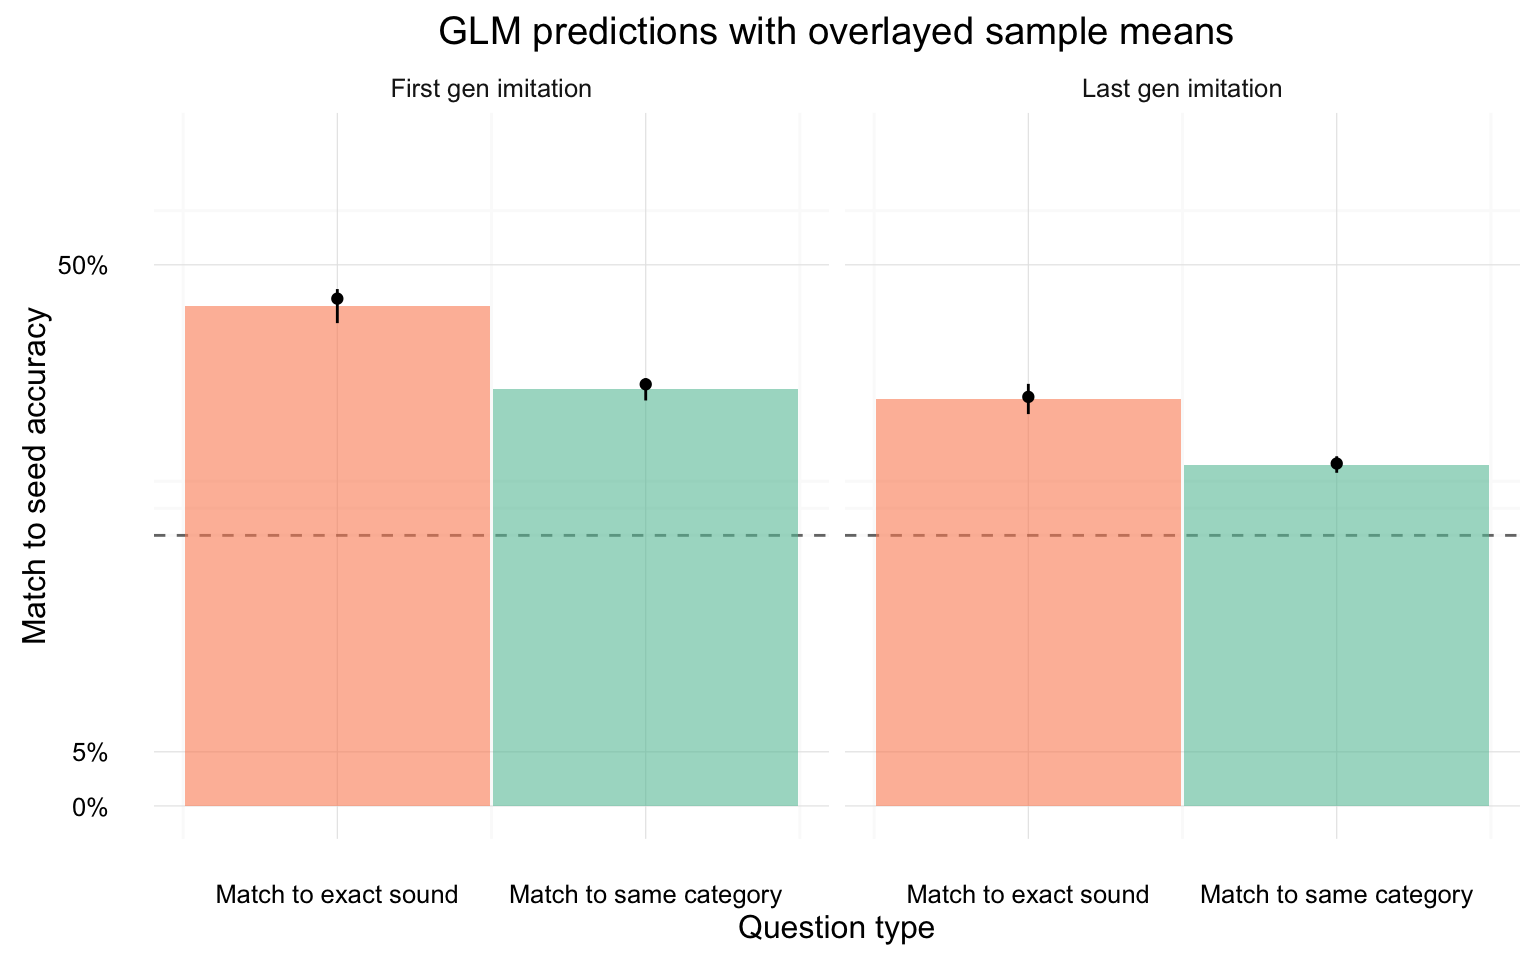 GLM predictions with overlayed sample means
First gen imitation
Last gen imitation
Match to seed accuracy
50%
5%
0%
Match to exact sound
Match to same category
Match to exact sound
Match to same category
Question type